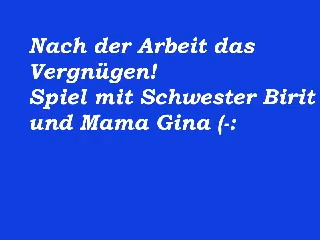 Nach der Arbeit das
Vergnügen!
Spiel mit Schwester Birit
und Mama Gina (-: